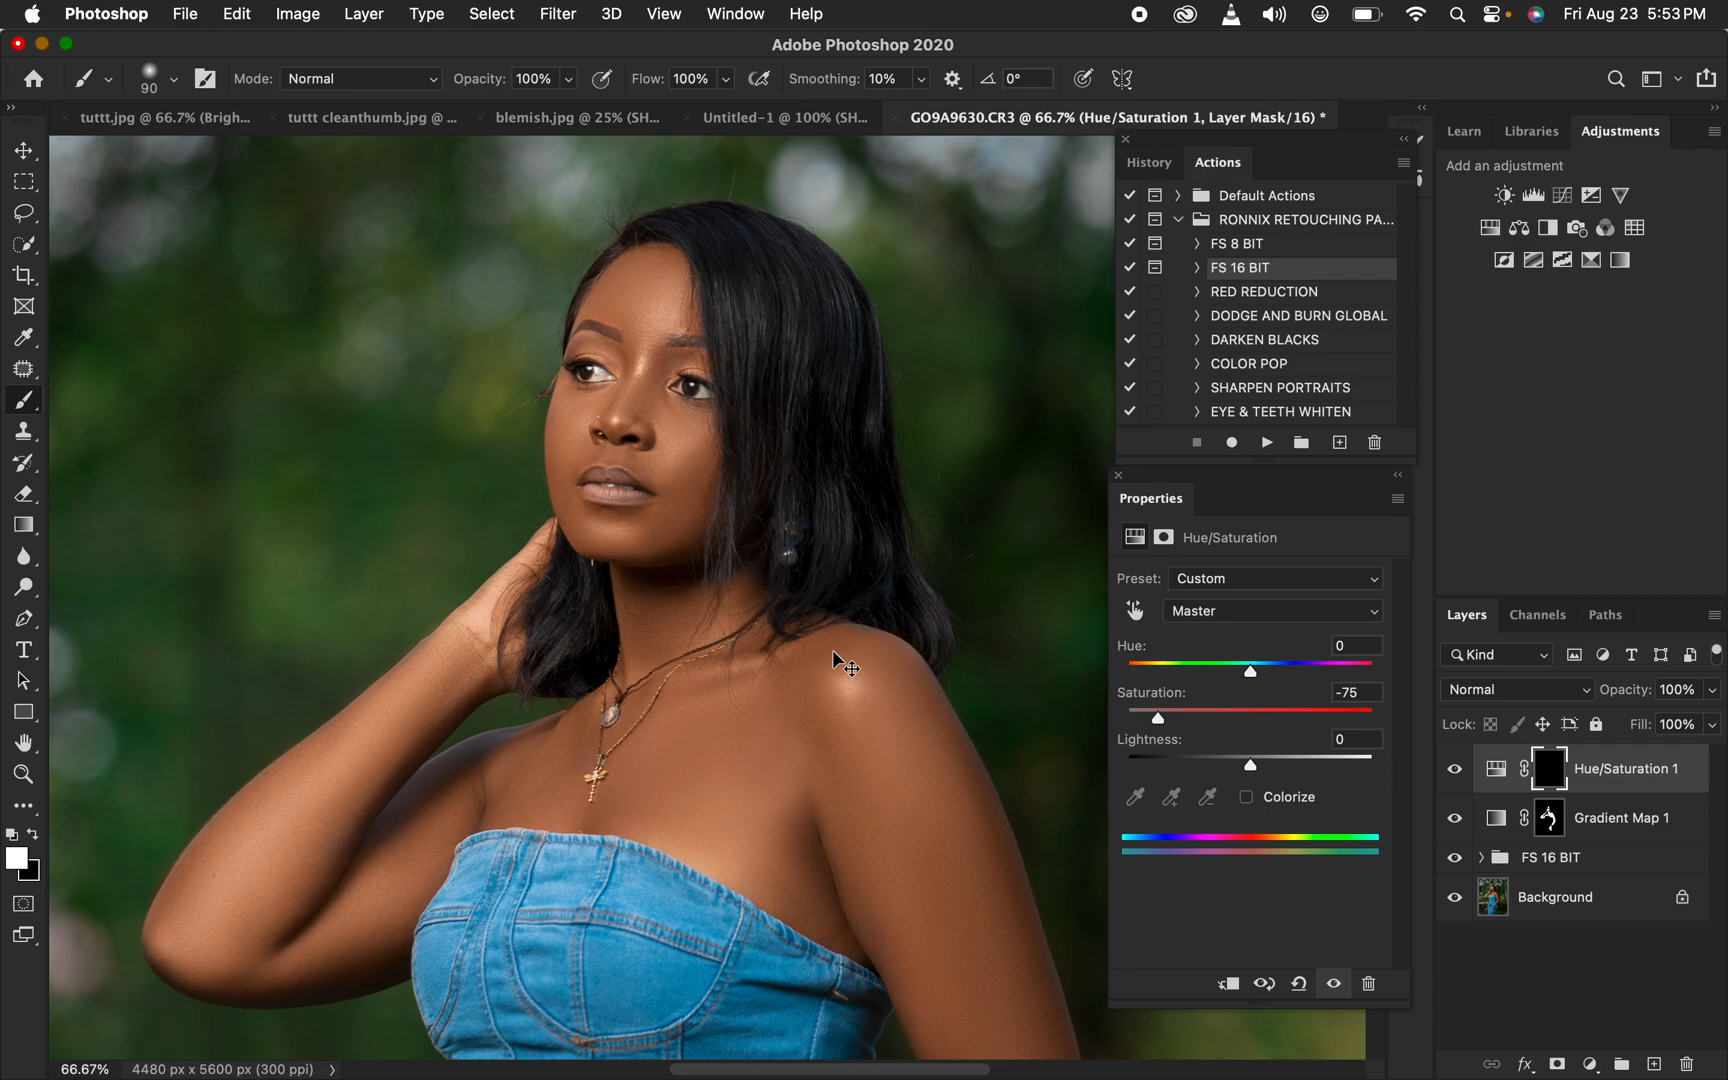 Photoshop File Edit Image Layer Type Select Filter 3D View Window Help Fri Aug 23 5:53 PM
Adobe Photoshop 2020
90 Mode: Normal Opacity: 100% Flow: 100% Smoothing: 10% 0°
tuttt.jpg @ 66.7% (Brigh... tuttt cleanthumb.jpg @ ... blemish.jpg @ 25% (SH... Untitled-1 @ 100% (SH... GO9A9630.CR3 @ 66.7% (Hue/Saturation 1, Layer Mask/16) *
History Actions
Default Actions
RONNIX RETOUCHING PA...
FS 8 BIT
FS 16 BIT
RED REDUCTION
DODGE AND BURN GLOBAL
DARKEN BLACKS
COLOR POP
SHARPEN PORTRAITS
EYE & TEETH WHITEN
Properties
Hue/Saturation
Preset: Custom
Master
Hue: 0
Saturation: -75
Lightness: 0
Colorize
Learn Libraries Adjustments
Add an adjustment
Layers Channels Paths
Kind
Normal Opacity: 100%
Lock: Fill: 100%
Hue/Saturation 1
Gradient Map 1
FS 16 BIT
Background
66.67% 4480 px x 5600 px (300 ppi)